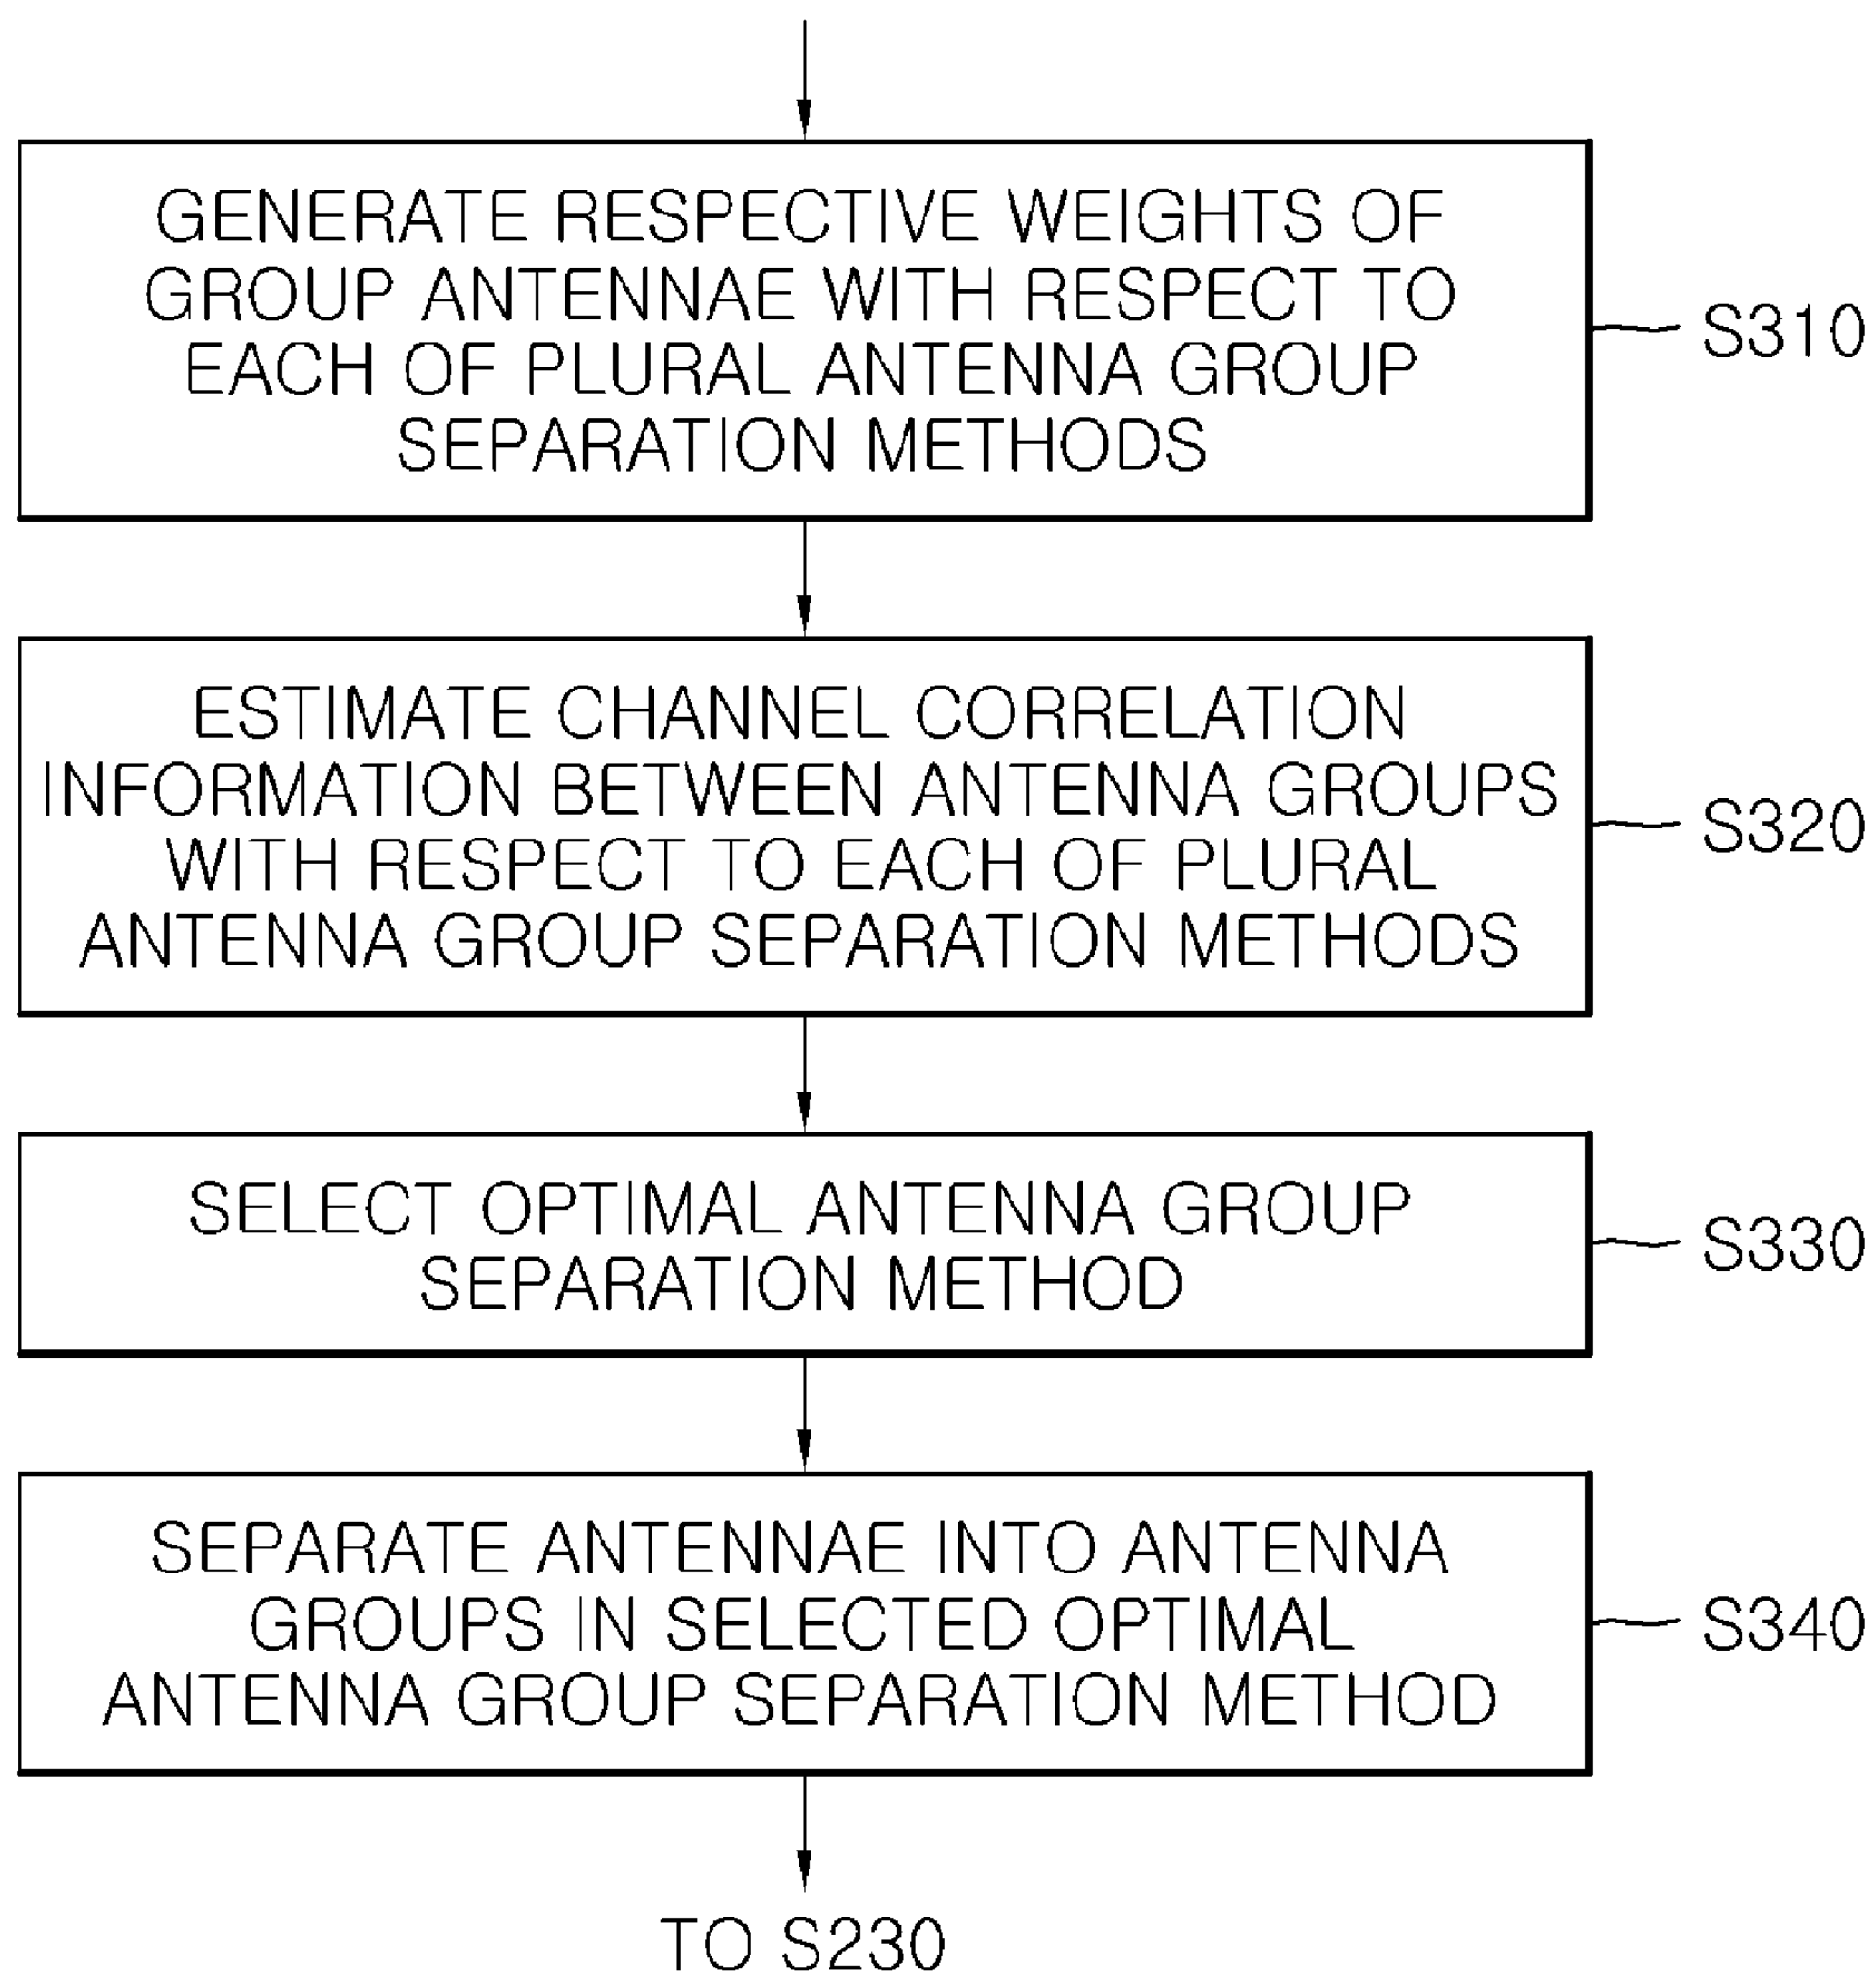 GENERATE RESPECTIVE WEIGHTS OF
GROUP ANTENNAE WITH RESPECT TO
EACH OF PLURAL ANTENNA GROUP
SEPARATION METHODS
S310
ESTIMATE CHANNEL CORRELATION
INFORMATION BETWEEN ANTENNA GROUPS
WITH RESPECT TO EACH OF PLURAL
ANTENNA GROUP SEPARATION METHODS
S320
SELECT OPTIMAL ANTENNA GROUP
SEPARATION METHOD
S330
SEPARATE ANTENNAE INTO ANTENNA
GROUPS IN SELECTED OPTIMAL
ANTENNA GROUP SEPARATION METHOD
S340
TO S230